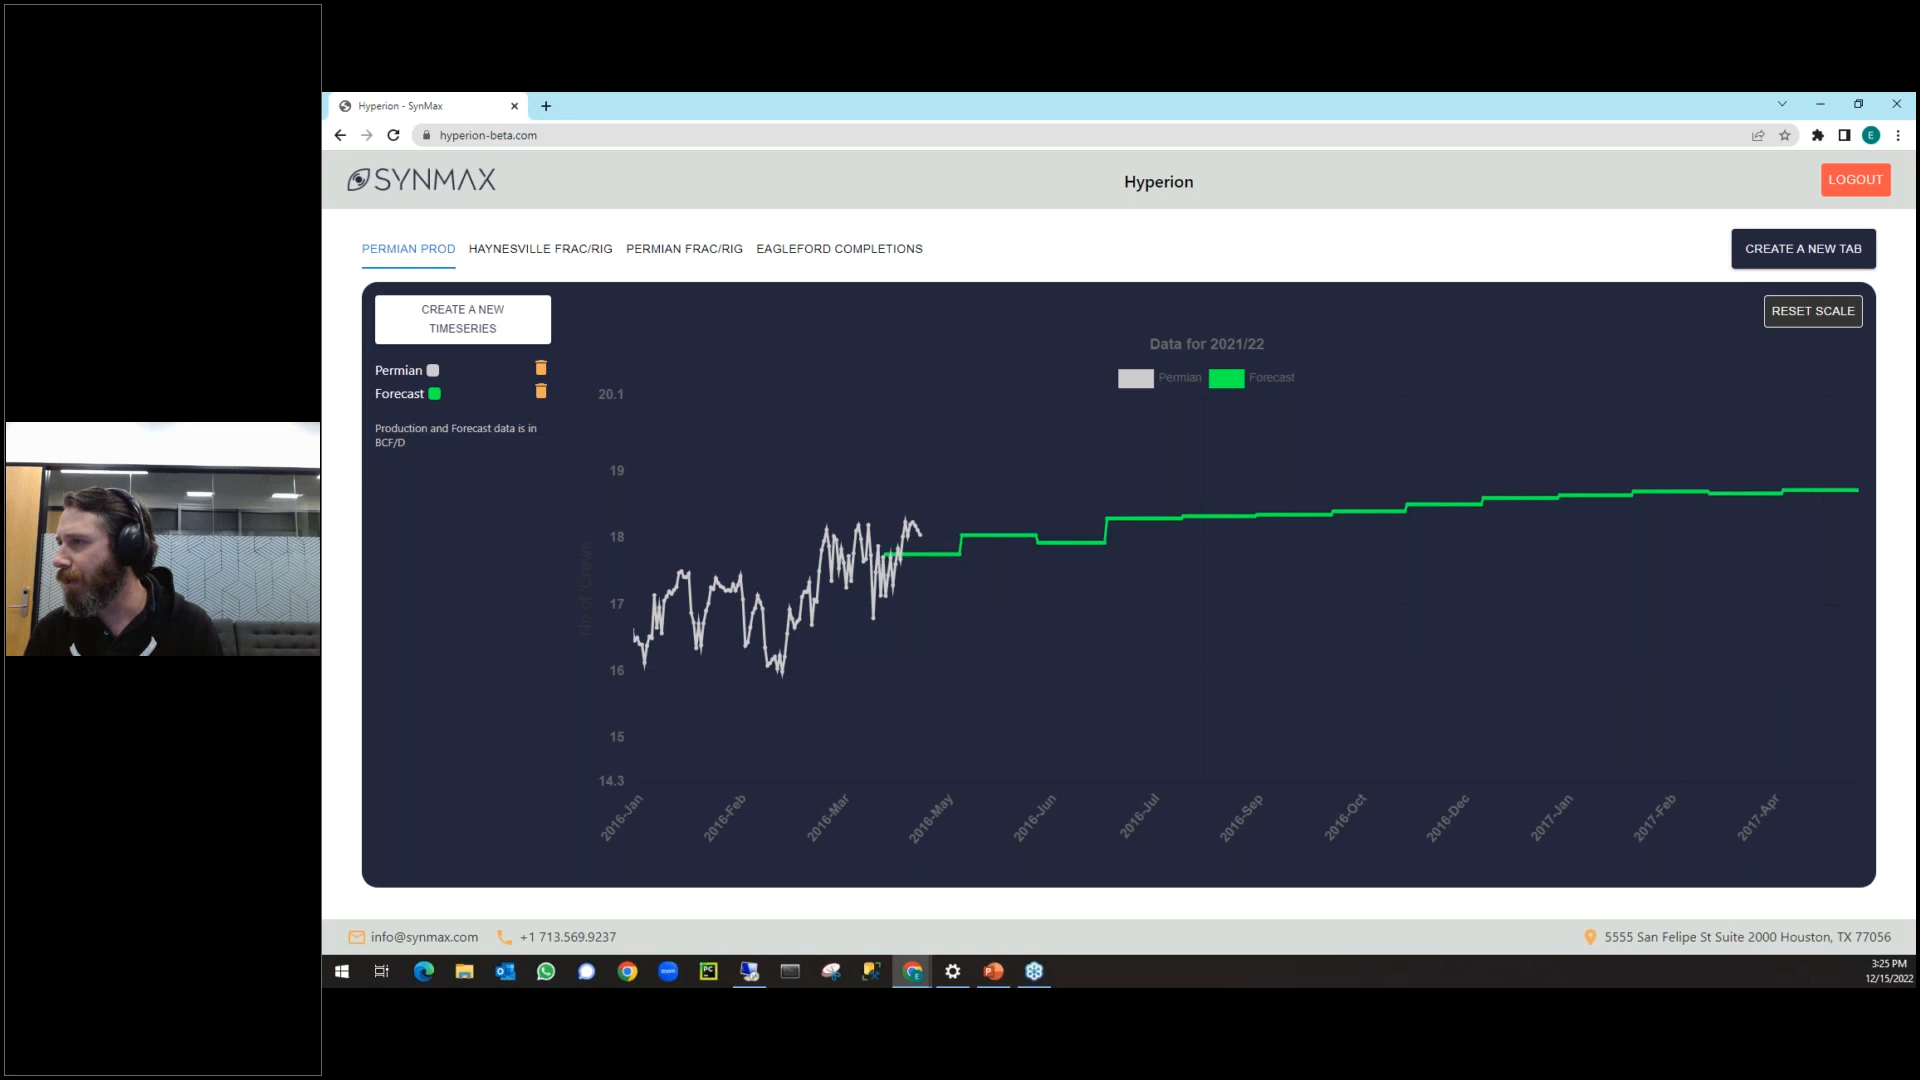 Hyperion - SynMax
hyperion-beta.com
E
SYNMAX
Hyperion
LOGOUT
PERMIAN PROD
HAYNESVILLE FRAC/RIG
PERMIAN FRAC/RIG
EAGLEFORD COMPLETIONS
CREATE A NEW TAB
CREATE A NEW
TIMESERIES
RESET SCALE
Permian
Forecast
Production and Forecast data is in
BCF/D
Data for 2021/22
Permian
Forecast
No of Crews
20.1
19
18
17
16
15
14.3
2016-Jan
2016-Feb
2016-Mar
2016-May
2016-Jun
2016-Jul
2016-Sep
2016-Oct
2016-Dec
2017-Jan
2017-Feb
2017-Apr
info@synmax.com
+1 713.569.9237
5555 San Felipe St Suite 2000 Houston, TX 77056
zoom
PC
3:25 PM
12/15/2022